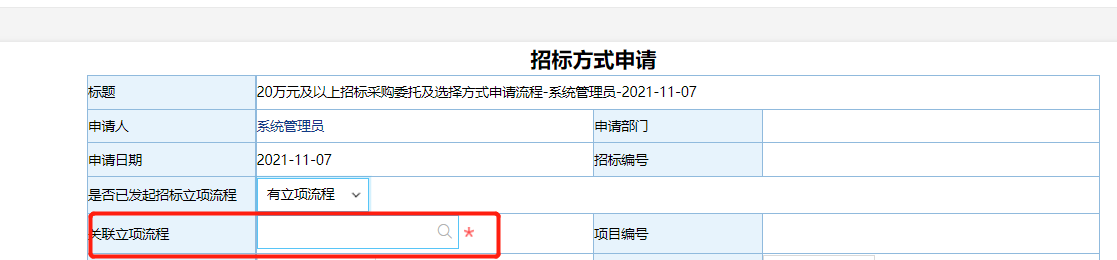 招标方式申请
标题 20万元及以上招标采购委托及选择方式申请流程-系统管理员-2021-11-07
申请人 系统管理员 申请部门
申请日期 2021-11-07 招标编号
是否已发起招标立项流程 有立项流程
关联立项流程 * 项目编号